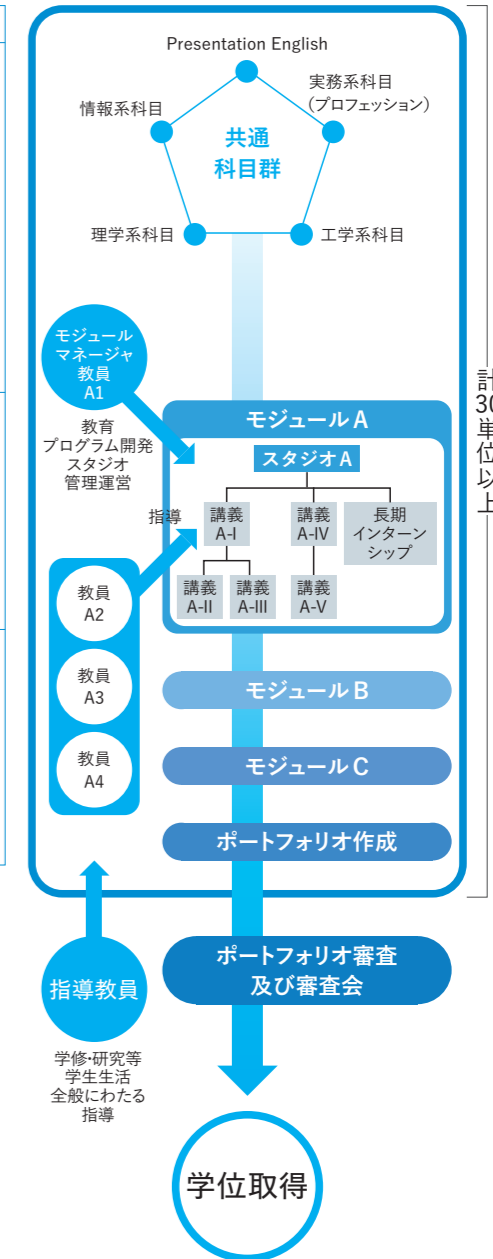 Presentation English
実務系科目
（プロフェッション）
情報系科目
共通
科目群
理学系科目
工学系科目
モジュール
マネージャ
教員
A1
教育
プログラム開発
スタジオ
管理運営
指導
モジュールA
スタジオA
講義
A-I
講義
A-IV
長期
インターン
シップ
講義
A-II
講義
A-III
講義
A-V
教員
A2
教員
A3
教員
A4
モジュールB
モジュールC
ポートフォリオ作成
計30単位以上
ポートフォリオ審査
及び審査会
指導教員
学修・研究等
学生生活
全般にわたる
指導
学位取得